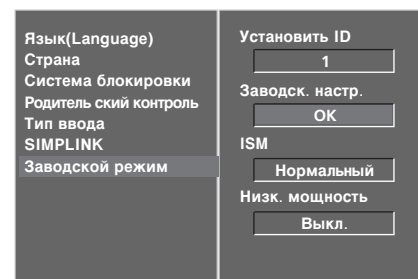 Язык(Language)
Страна
Система блокировки
Родитель ский контроль
Тип ввода
SIMPLINK
Заводской режим
Установить ID
1
Заводск. настр.
OK
ISM
Нормальный
Низк. мощность
Выкл.